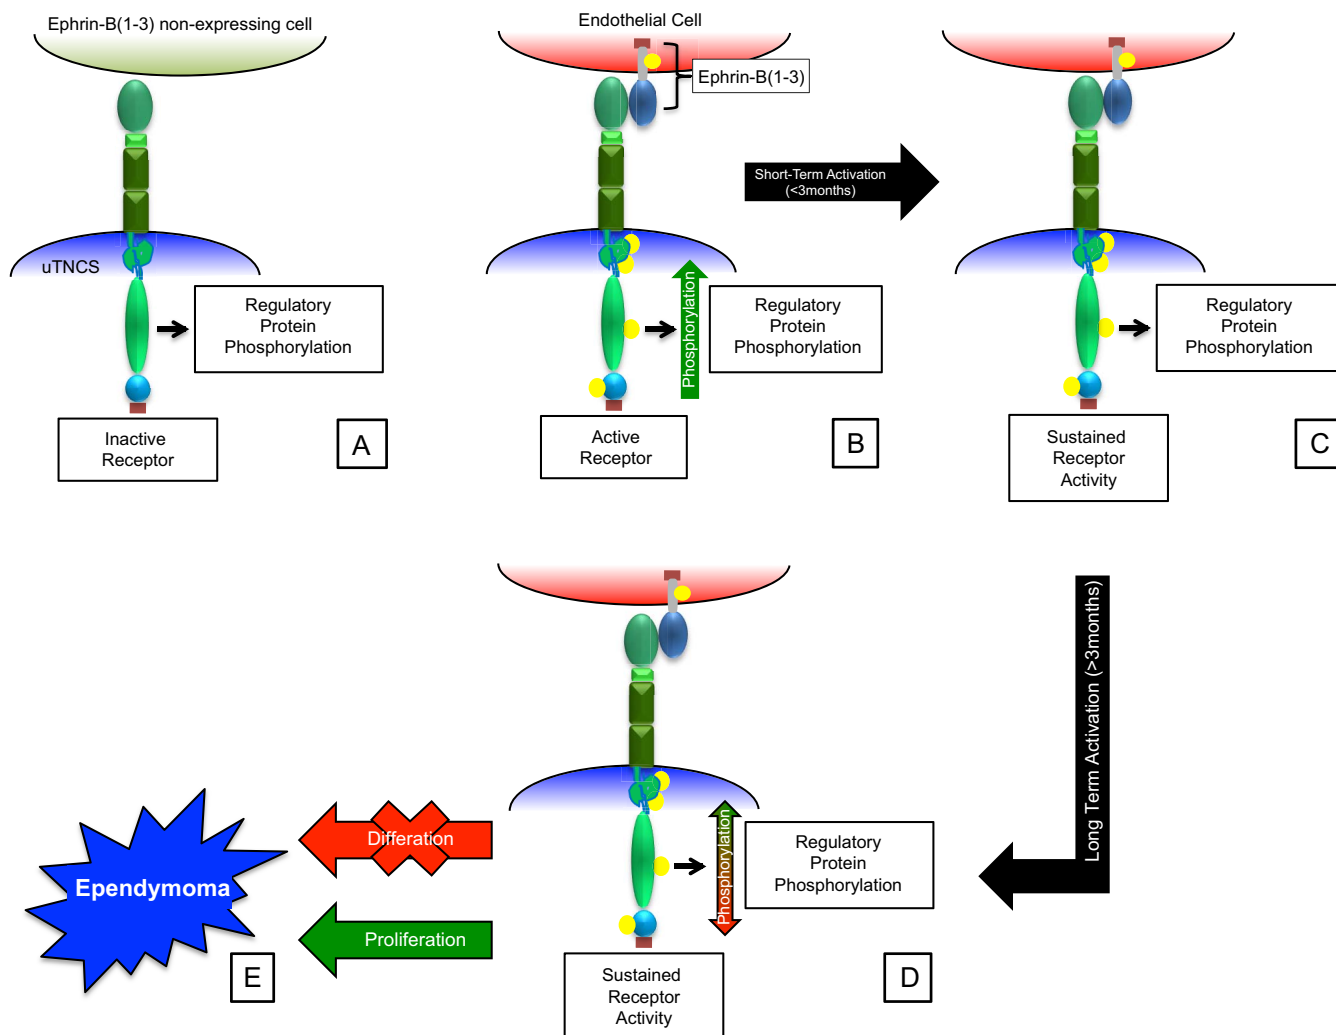 Ephrin-B(1-3) non-expressing cell
uTNCS
Regulatory
Protein
Phosphorylation
Inactive
Receptor
A
Endothelial Cell
Ephrin-B(1-3)
Phosphorylation
Regulatory
Protein
Phosphorylation
Active
Receptor
B
Short-Term Activation
(<3months)
Regulatory
Protein
Phosphorylation
Sustained
Receptor
Activity
C
Long Term Activation (>3months)
Phosphorylation
Regulatory
Protein
Phosphorylation
Sustained
Receptor
Activity
D
Differation
Proliferation
Ependymoma
E